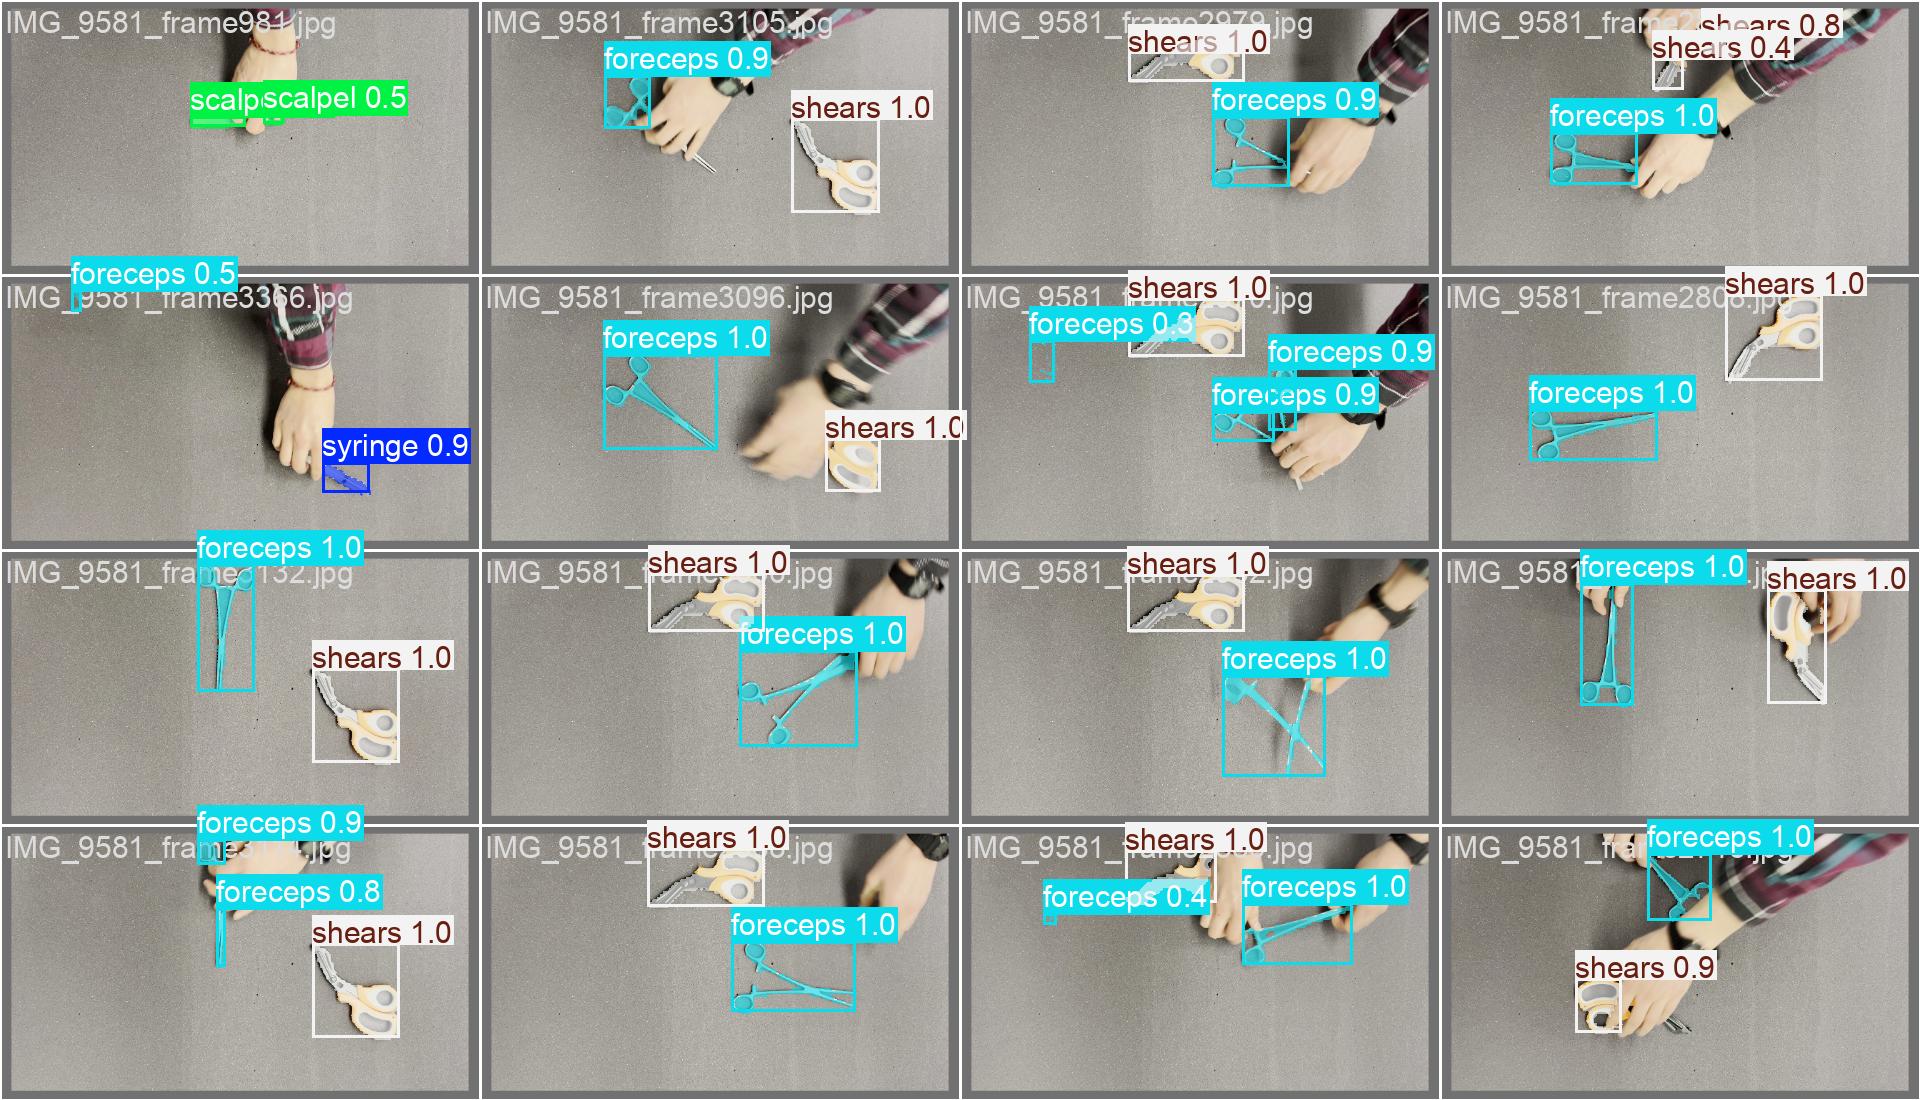 IMG_9581_frame981.jpg
scalpel 0.5
IMG_9581_frame3105.jpg
foreceps 0.9
shears 1.0
IMG_9581_frame2979.jpg
shears 1.0
foreceps 0.9
shears 0.8
shears 0.4
foreceps 1.0
foreceps 0.5
IMG_9581_frame3366.jpg
syringe 0.9
IMG_9581_frame3096.jpg
foreceps 1.0
shears 1.0
shears 1.0
foreceps 0.3
foreceps 0.9
foreceps 0.9
shears 1.0
foreceps 1.0
foreceps 1.0
shears 1.0
shears 1.0
foreceps 1.0
shears 1.0
foreceps 1.0
foreceps 1.0
shears 1.0
foreceps 0.9
foreceps 0.8
shears 1.0
shears 1.0
foreceps 1.0
shears 1.0
foreceps 0.4
foreceps 1.0
foreceps 1.0
shears 0.9